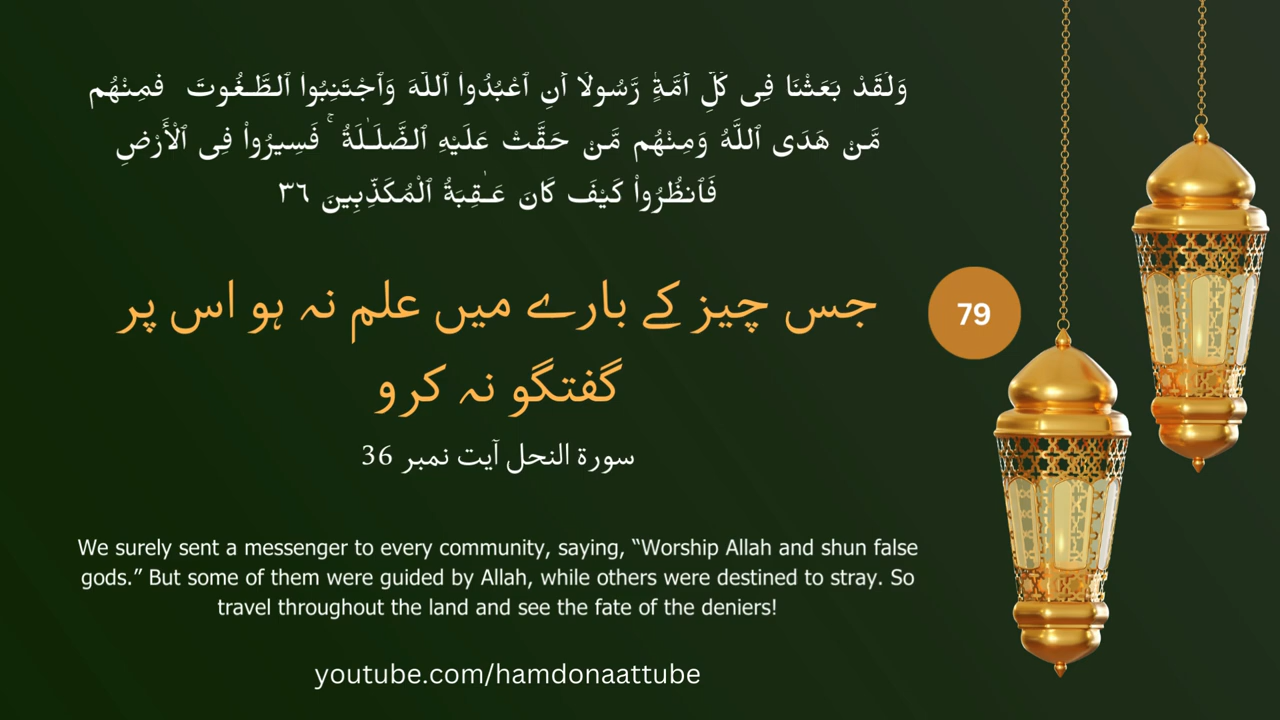 وَلَقَدْ بَعَثْنَا فِى كُلِّ أُمَّةٍۢ رَّسُولًا أَنِ ٱعْبُدُوا۟ ٱللَّهَ وَٱجْتَنِبُوا۟ ٱلطَّـٰغُوتَ فَمِنْهُم
مَّنْ هَدَى ٱللَّهُ وَمِنْهُم مَّنْ حَقَّتْ عَلَيْهِ ٱلضَّلَـٰلَةُ ۚ فَسِيرُوا۟ فِى ٱلْأَرْضِ
فَٱنظُرُوا۟ كَيْفَ كَانَ عَـٰقِبَةُ ٱلْمُكَذِّبِينَ ٣٦
جس چیز کے بارے میں علم نہ ہو اس پر
گفتگو نہ کرو
79
سورة النحل آیت نمبر 36
We surely sent a messenger to every community, saying, “Worship Allah and shun false
gods.” But some of them were guided by Allah, while others were destined to stray. So
travel throughout the land and see the fate of the deniers!
youtube.com/hamdonaattube